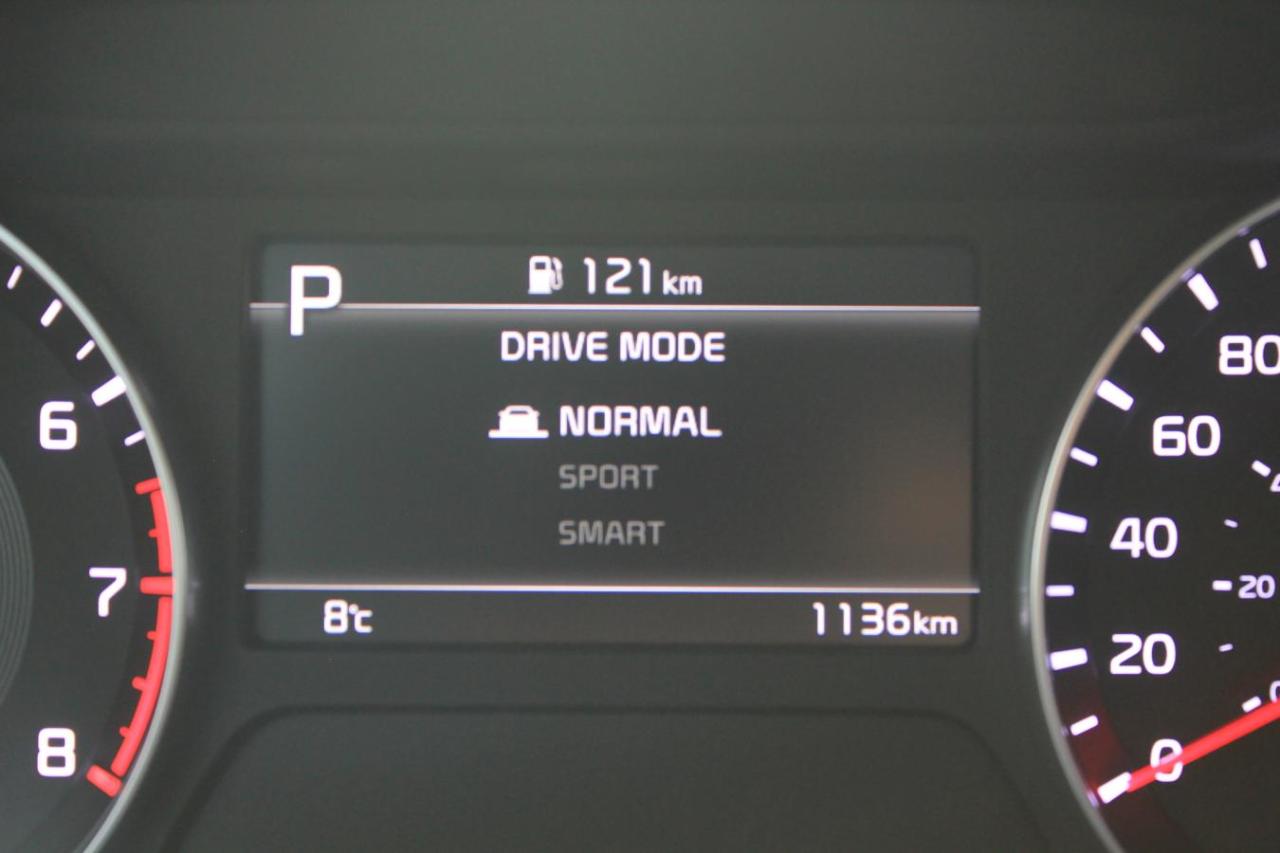 P
121 km
DRIVE MODE
NORMAL
SPORT
SMART
8°C
1136km
6
7
8
80
60
40
20
0
20